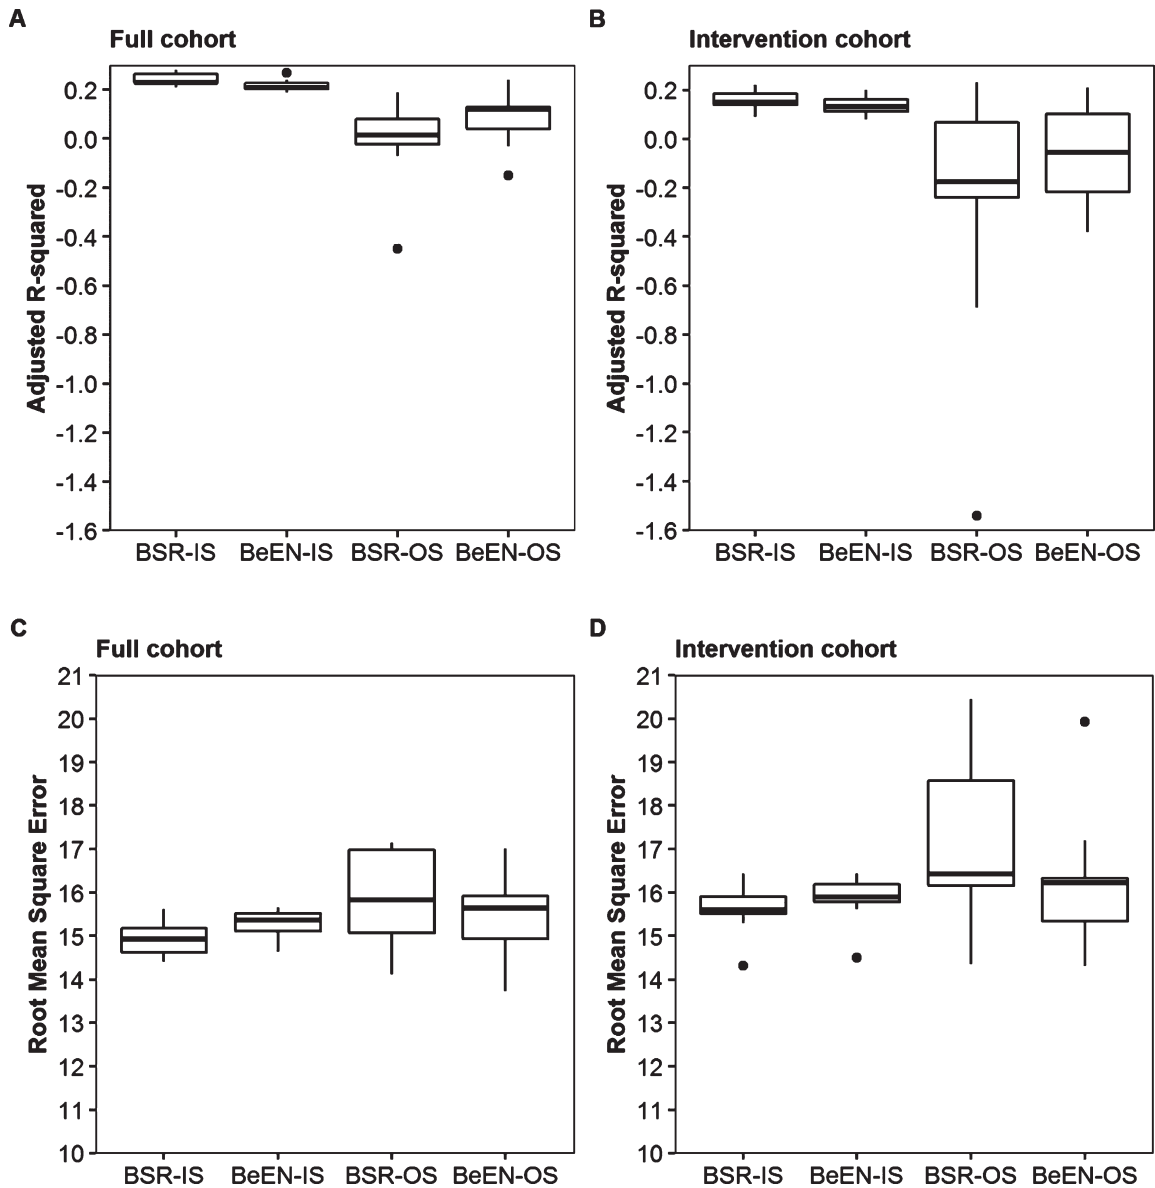 A
Full cohort
Adjusted R-squared
0.2
0.0
-0.2
-0.4
-0.6
-0.8
-1.0
-1.2
-1.4
-1.6
BSR-IS BeEN-IS BSR-OS BeEN-OS
B
Intervention cohort
Adjusted R-squared
0.2
0.0
-0.2
-0.4
-0.6
-0.8
-1.0
-1.2
-1.4
-1.6
BSR-IS BeEN-IS BSR-OS BeEN-OS
C
Full cohort
Root Mean Square Error
21
20
19
18
17
16
15
14
13
12
11
10
BSR-IS BeEN-IS BSR-OS BeEN-OS
D
Intervention cohort
Root Mean Square Error
21
20
19
18
17
16
15
14
13
12
11
10
BSR-IS BeEN-IS BSR-OS BeEN-OS